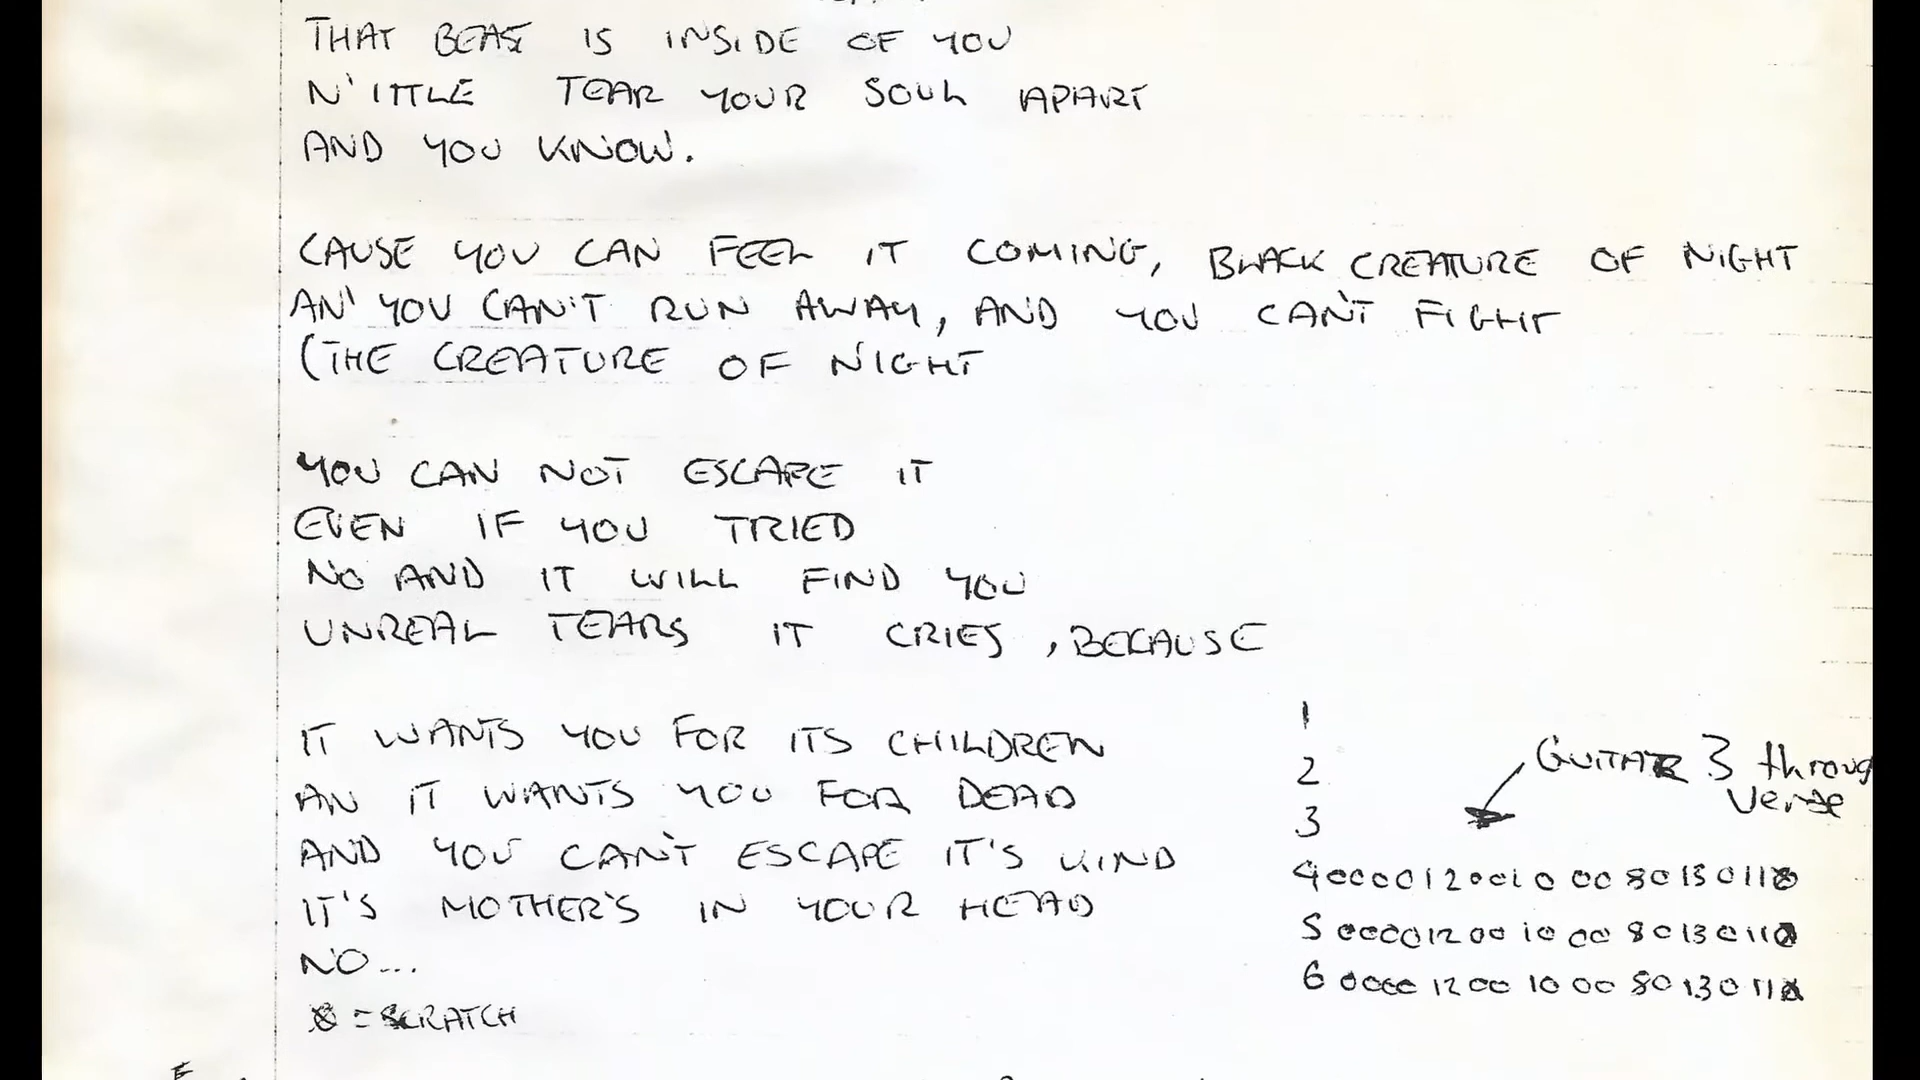 THAT BEAST IS INSIDE OF YOU
N'ITTLE TEAR YOUR SOUL APART
AND YOU KNOW.
CAUSE YOU CAN FEEL IT COMING, BLACK CREATURE OF NIGHT
AN' YOU CAN'T RUN AWAY, AND YOU CAN'T FIGHT
(THE CREATURE OF NIGHT
YOU CAN NOT ESCAPE IT
EVEN IF YOU TRIED
NO AND IT WILL FIND YOU
UNREAL TEARS IT CRIES, BECAUSE
IT WANTS YOU FOR ITS CHILDREN
AN IT WANTS YOU FOR DEAD
AND YOU CAN'T ESCAPE IT'S KIND
IT'S MOTHER'S IN YOUR HEAD
NO...
⊗ = SCRATCH
1
2
3
GUITAR 3 throug
verse
4 0000 12 00 10 00 80 13 0 11 ⊗
5 0000 12 00 10 00 80 13 0 11 ⊗
6 0000 12 00 10 00 80 13 0 11 ⊗
E